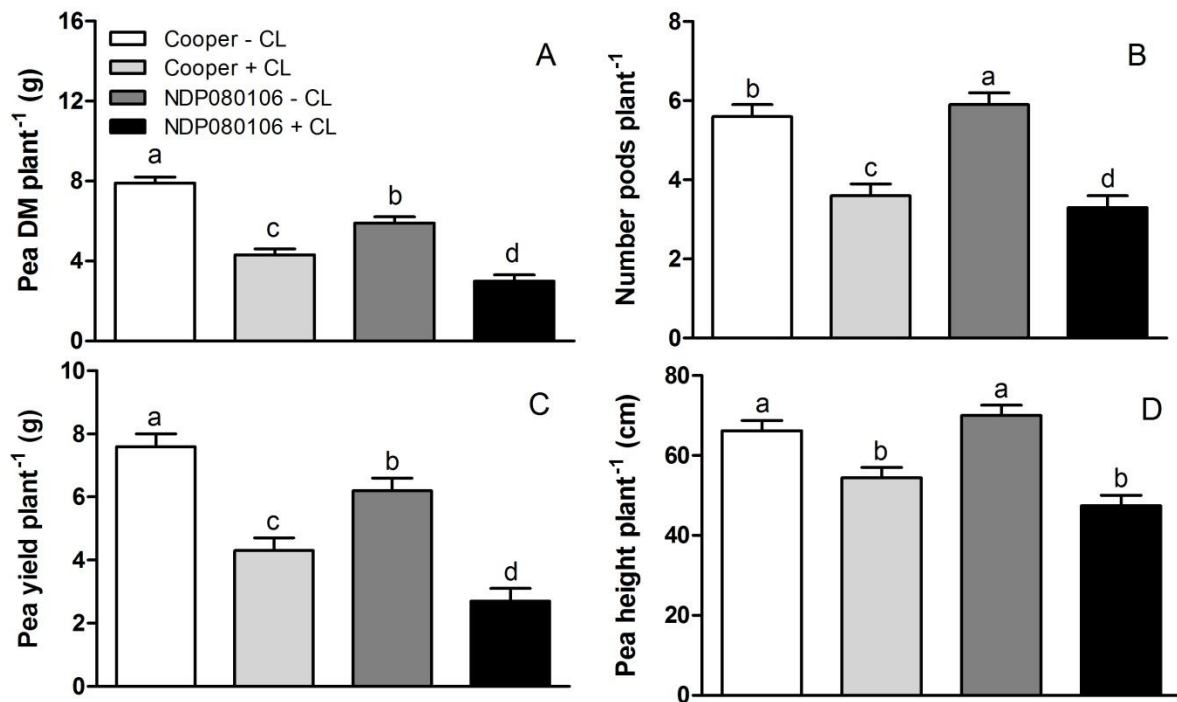 Pea DM plant⁻¹ (g)
16
12
8
4
0
Cooper - CL
Cooper + CL
NDP080106 - CL
NDP080106 + CL
A
a
c
b
d
Number pods plant⁻¹
8
6
4
2
0
B
b
c
a
d
Pea yield plant⁻¹ (g)
10
8
6
4
2
0
C
a
c
b
d
Pea height plant⁻¹ (cm)
80
60
40
20
0
D
a
b
a
b